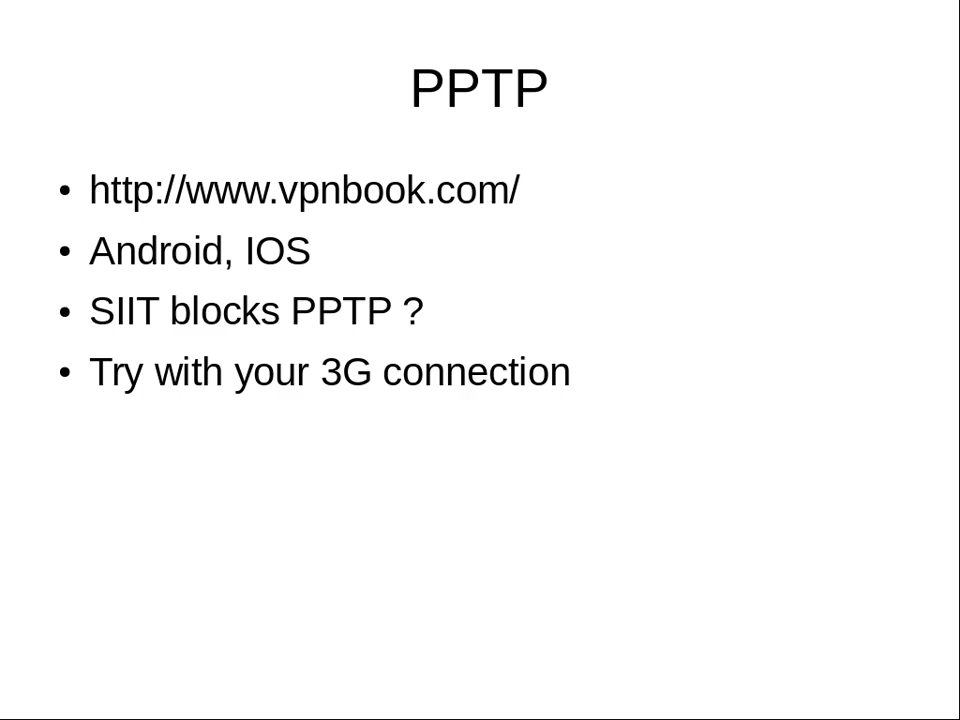 PPTP
• http://www.vpnbook.com/
• Android, IOS
• SIIT blocks PPTP ?
• Try with your 3G connection